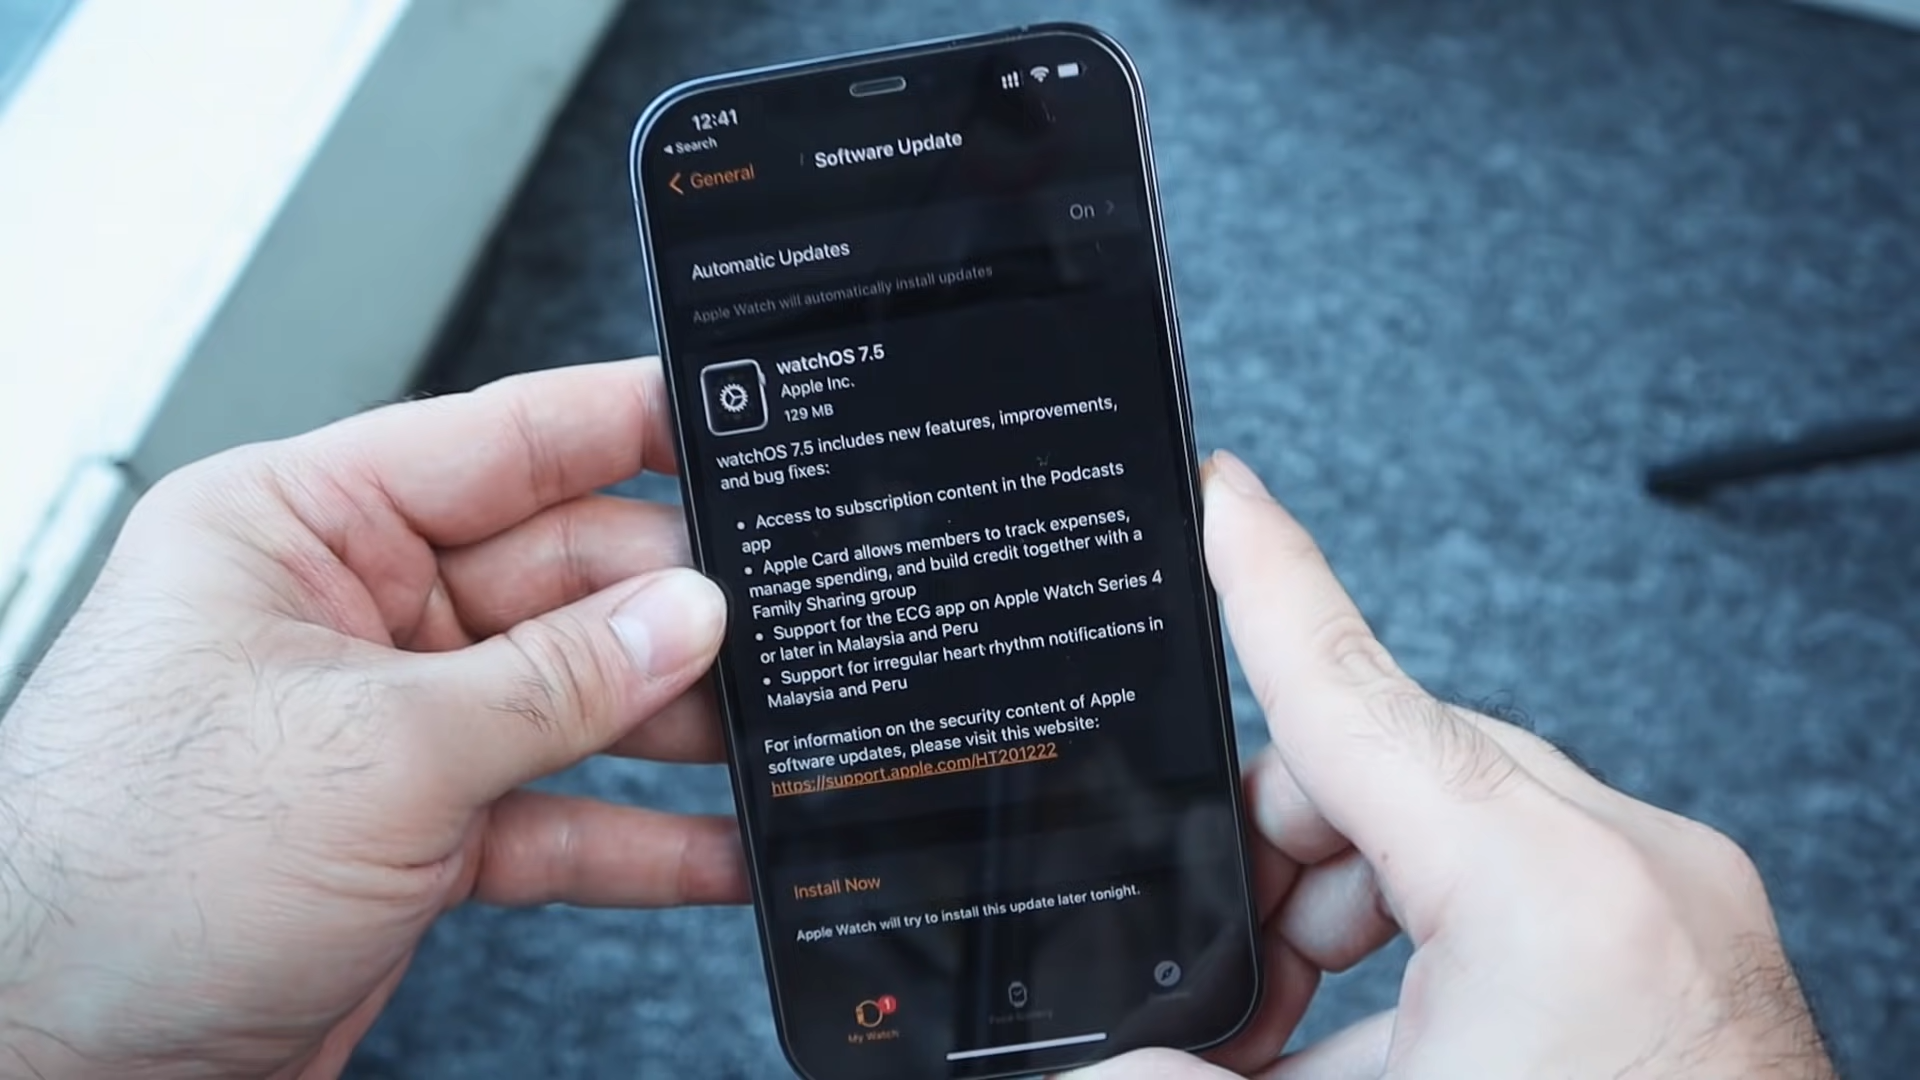 12:41
◀ Search
General
Software Update
On
Automatic Updates
Apple Watch will automatically install updates
watchOS 7.5
Apple Inc.
129 MB
watchOS 7.5 includes new features, improvements,
and bug fixes:
• Access to subscription content in the Podcasts
app
• Apple Card allows members to track expenses,
manage spending, and build credit together with a
Family Sharing group
• Support for the ECG app on Apple Watch Series 4
or later in Malaysia and Peru
• Support for irregular heart rhythm notifications in
Malaysia and Peru
For information on the security content of Apple
software updates, please visit this website:
https://support.apple.com/HT201222
Install Now
Apple Watch will try to install this update later tonight.
1
My Watch